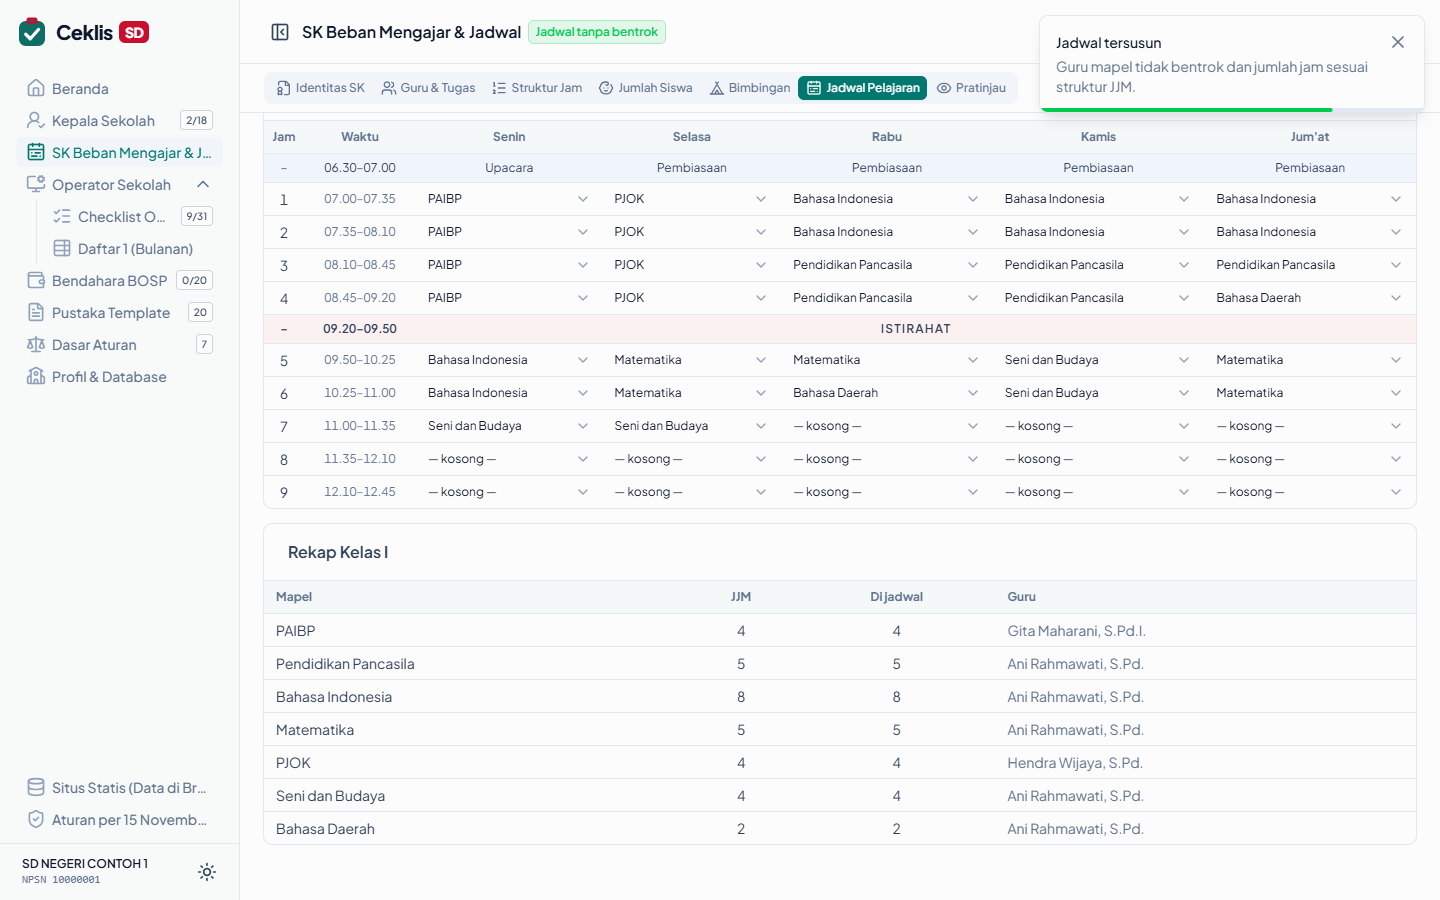 Ceklis SD
Beranda
Kepala Sekolah 2/18
SK Beban Mengajar & J...
Operator Sekolah
Checklist O... 9/31
Daftar 1 (Bulanan)
Bendahara BOSP 0/20
Pustaka Template 20
Dasar Aturan 7
Profil & Database
Situs Statis (Data di Br...
Aturan per 15 Novemb...
SD NEGERI CONTOH 1
NPSN 10000001
SK Beban Mengajar & Jadwal Jadwal tanpa bentrok
Jadwal tersusun
Guru mapel tidak bentrok dan jumlah jam sesuai
struktur JJM.
Identitas SK Guru & Tugas Struktur Jam Jumlah Siswa Bimbingan Jadwal Pelajaran Pratinjau
Jam Waktu Senin Selasa Rabu Kamis Jum'at
– 06.30–07.00 Upacara Pembiasaan Pembiasaan Pembiasaan Pembiasaan
1 07.00–07.35 PAIBP PJOK Bahasa Indonesia Bahasa Indonesia Bahasa Indonesia
2 07.35–08.10 PAIBP PJOK Bahasa Indonesia Bahasa Indonesia Bahasa Indonesia
3 08.10–08.45 PAIBP PJOK Pendidikan Pancasila Pendidikan Pancasila Pendidikan Pancasila
4 08.45–09.20 PAIBP PJOK Pendidikan Pancasila Pendidikan Pancasila Bahasa Daerah
– 09.20–09.50 ISTIRAHAT
5 09.50–10.25 Bahasa Indonesia Matematika Matematika Seni dan Budaya Matematika
6 10.25–11.00 Bahasa Indonesia Matematika Bahasa Daerah Seni dan Budaya Matematika
7 11.00–11.35 Seni dan Budaya Seni dan Budaya — kosong — — kosong — — kosong —
8 11.35–12.10 — kosong — — kosong — — kosong — — kosong — — kosong —
9 12.10–12.45 — kosong — — kosong — — kosong — — kosong — — kosong —
Rekap Kelas I
Mapel JJM Di jadwal Guru
PAIBP 4 4 Gita Maharani, S.Pd.I.
Pendidikan Pancasila 5 5 Ani Rahmawati, S.Pd.
Bahasa Indonesia 8 8 Ani Rahmawati, S.Pd.
Matematika 5 5 Ani Rahmawati, S.Pd.
PJOK 4 4 Hendra Wijaya, S.Pd.
Seni dan Budaya 4 4 Ani Rahmawati, S.Pd.
Bahasa Daerah 2 2 Ani Rahmawati, S.Pd.